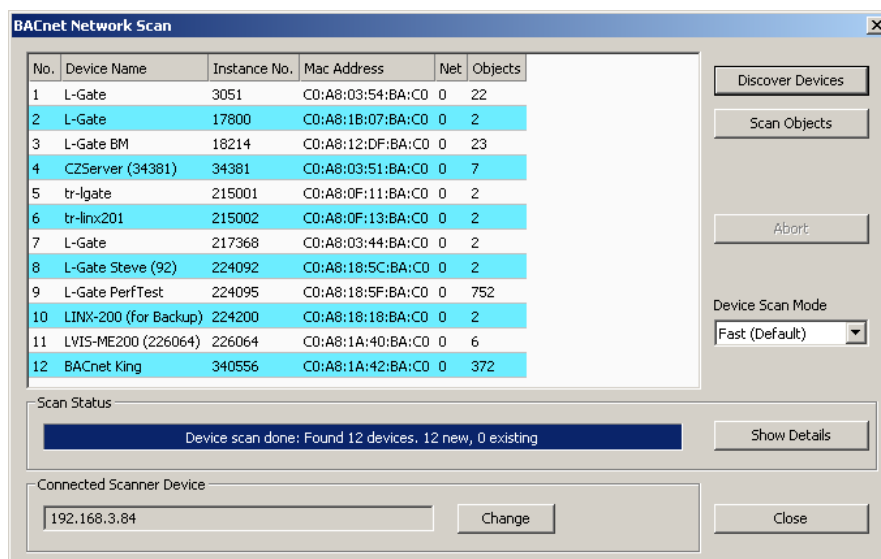 BACnet Network Scan
No. Device Name Instance No. Mac Address Net Objects
1 L-Gate 3051 C0:A8:03:54:BA:C0 0 22
2 L-Gate 17800 C0:A8:1B:07:BA:C0 0 2
3 L-Gate BM 18214 C0:A8:12:DF:BA:C0 0 23
4 CZServer (34381) 34381 C0:A8:03:51:BA:C0 0 7
5 tr-lgate 215001 C0:A8:0F:11:BA:C0 0 2
6 tr-linx201 215002 C0:A8:0F:13:BA:C0 0 2
7 L-Gate 217368 C0:A8:03:44:BA:C0 0 2
8 L-Gate Steve (92) 224092 C0:A8:18:5C:BA:C0 0 2
9 L-Gate PerfTest 224095 C0:A8:18:5F:BA:C0 0 752
10 LINX-200 (for Backup) 224200 C0:A8:18:18:BA:C0 0 2
11 LVIS-ME200 (226064) 226064 C0:A8:1A:40:BA:C0 0 6
12 BACnet King 340556 C0:A8:1A:42:BA:C0 0 372
Discover Devices
Scan Objects
Abort
Device Scan Mode
Fast (Default)
Scan Status
Device scan done: Found 12 devices. 12 new, 0 existing
Show Details
Connected Scanner Device
192.168.3.84
Change
Close